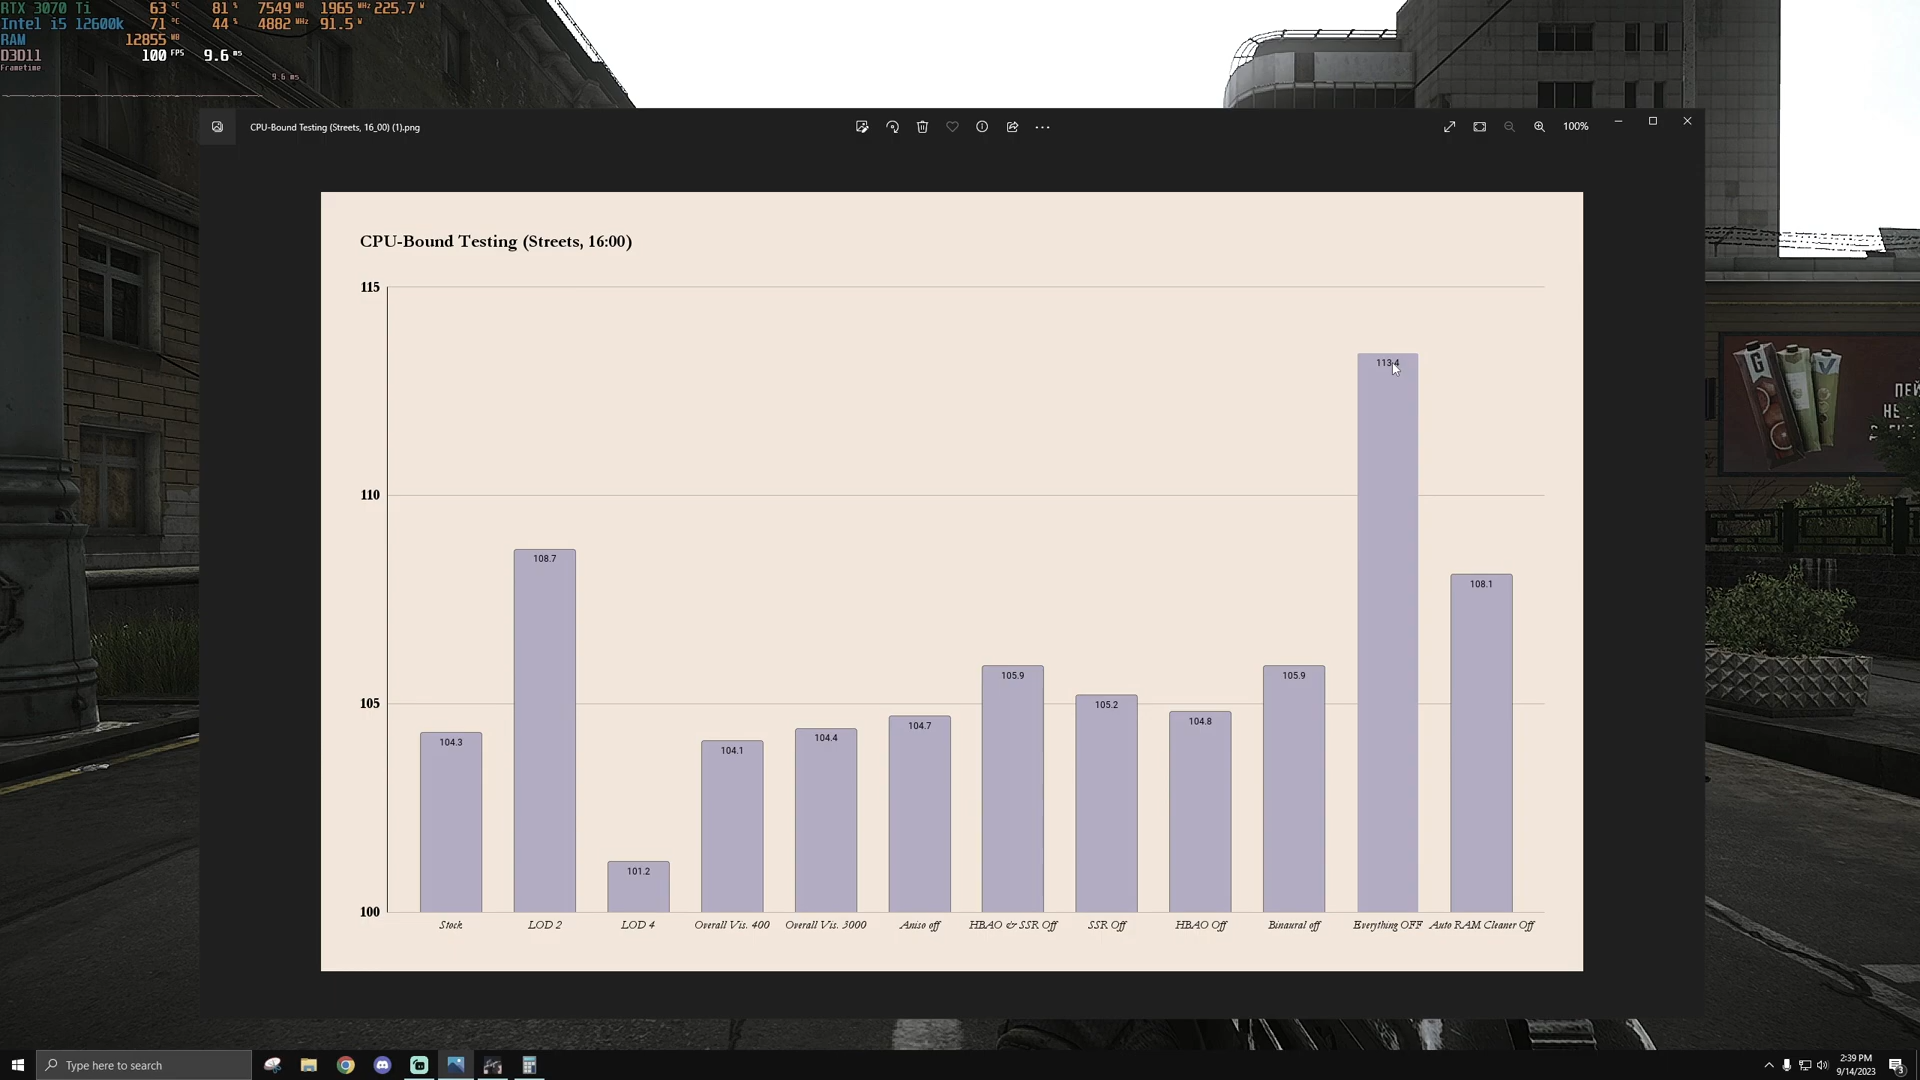 RTX 3070 Ti 63 °C 81 % 7549 MB 1965 MHz 225.7 W
Intel i5 12600k 71 °C 44 % 4882 MHz 91.5 W
RAM 12855 MB
D3D11 100 FPS 9.6 ms
Frametime
9.6 ms
CPU-Bound Testing (Streets, 16_00) (1).png
100%
CPU-Bound Testing (Streets, 16:00)
115
110
105
100
104.3
108.7
101.2
104.1
104.4
104.7
105.9
105.2
104.8
105.9
113.4
108.1
Stock
LOD 2
LOD 4
Overall Vis. 400
Overall Vis. 3000
Aniso off
HBAO & SSR Off
SSR Off
HBAO Off
Binaural off
Everything OFF
Auto RAM Cleaner Off
G
V
ПЕЙ
Type here to search
2:39 PM
9/14/2023
3